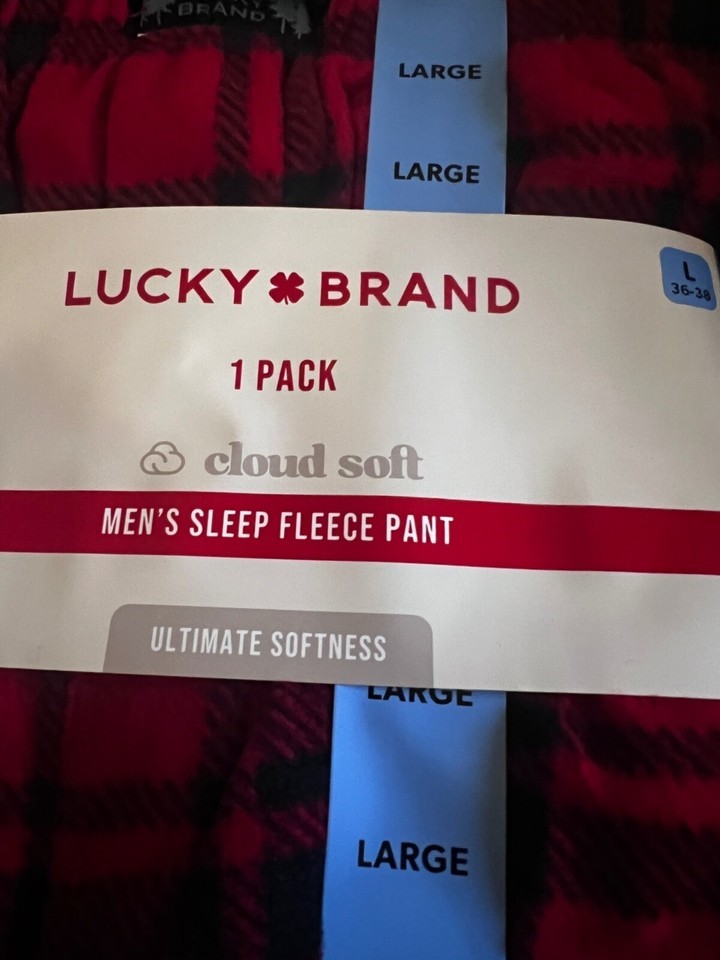 BRAND
LARGE
LARGE
LUCKY BRAND
L
36-38
1 PACK
cloud soft
MEN'S SLEEP FLEECE PANT
ULTIMATE SOFTNESS
LARGE
LARGE